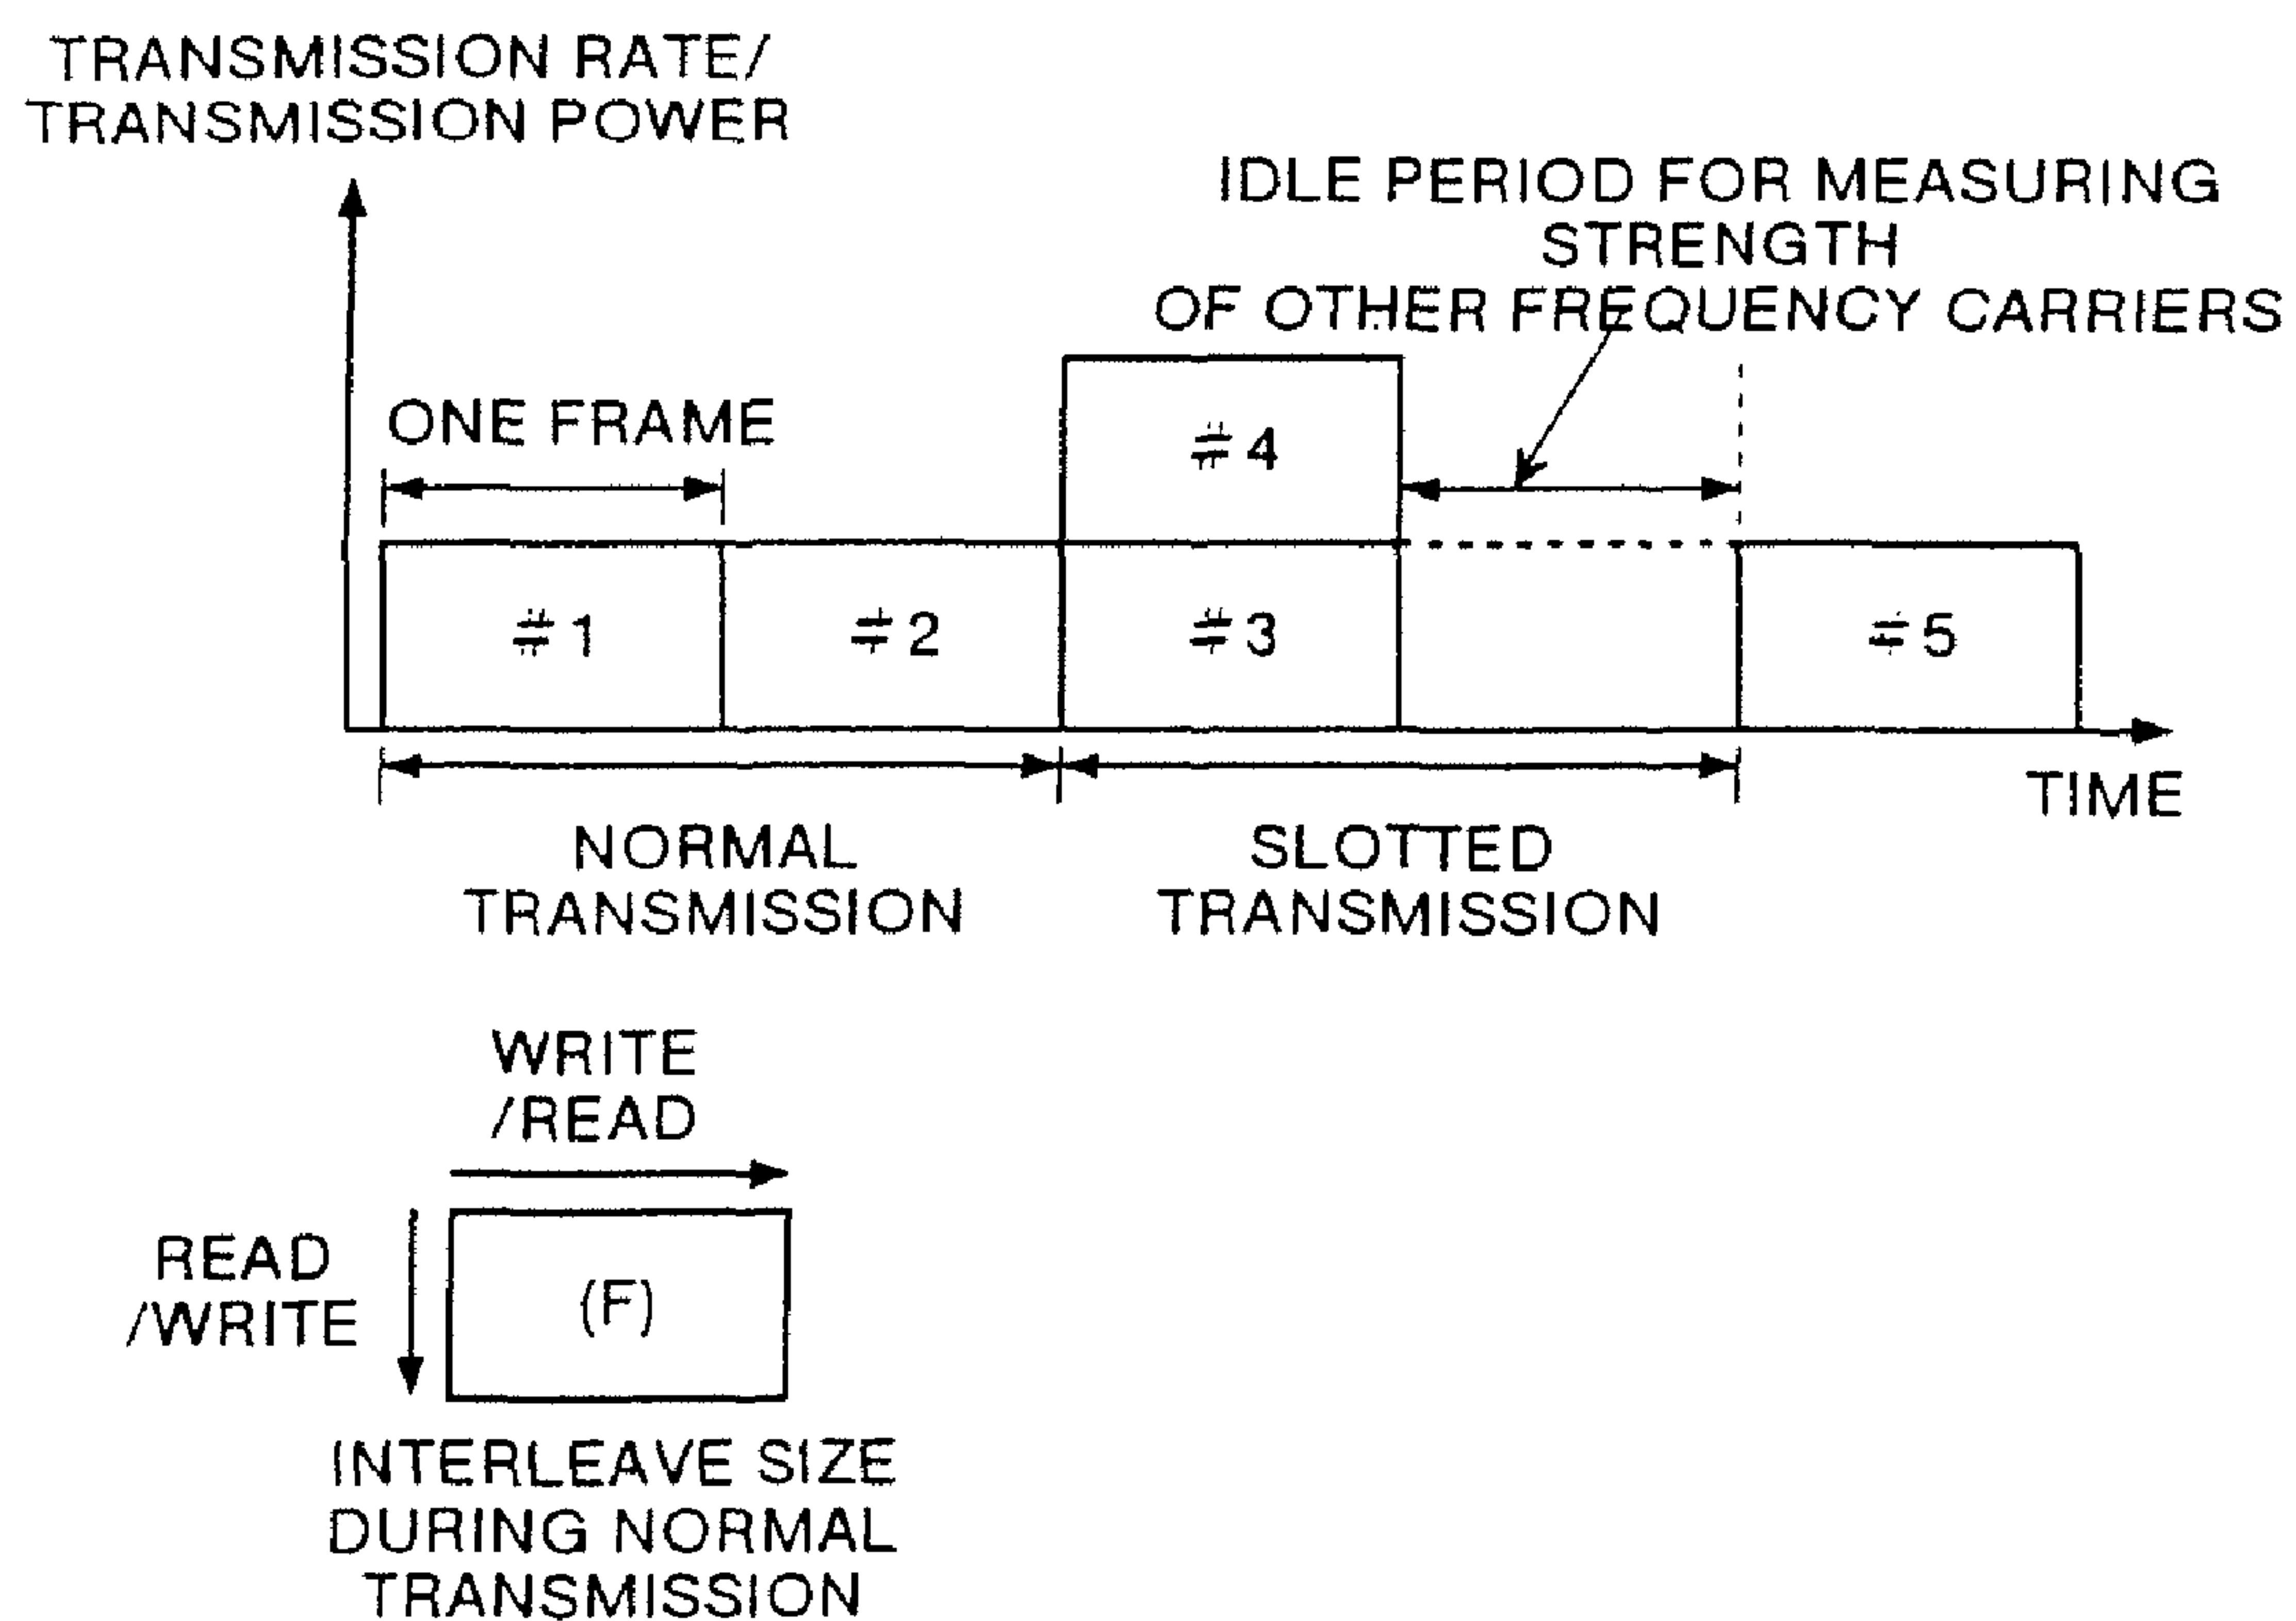 TRANSMISSION RATE/
TRANSMISSION POWER
IDLE PERIOD FOR MEASURING
STRENGTH
OF OTHER FREQUENCY CARRIERS
ONE FRAME
#4
#1
#2
#3
#5
TIME
NORMAL
TRANSMISSION
SLOTTED
TRANSMISSION
WRITE
/READ
READ
/WRITE
(F)
INTERLEAVE SIZE
DURING NORMAL
TRANSMISSION